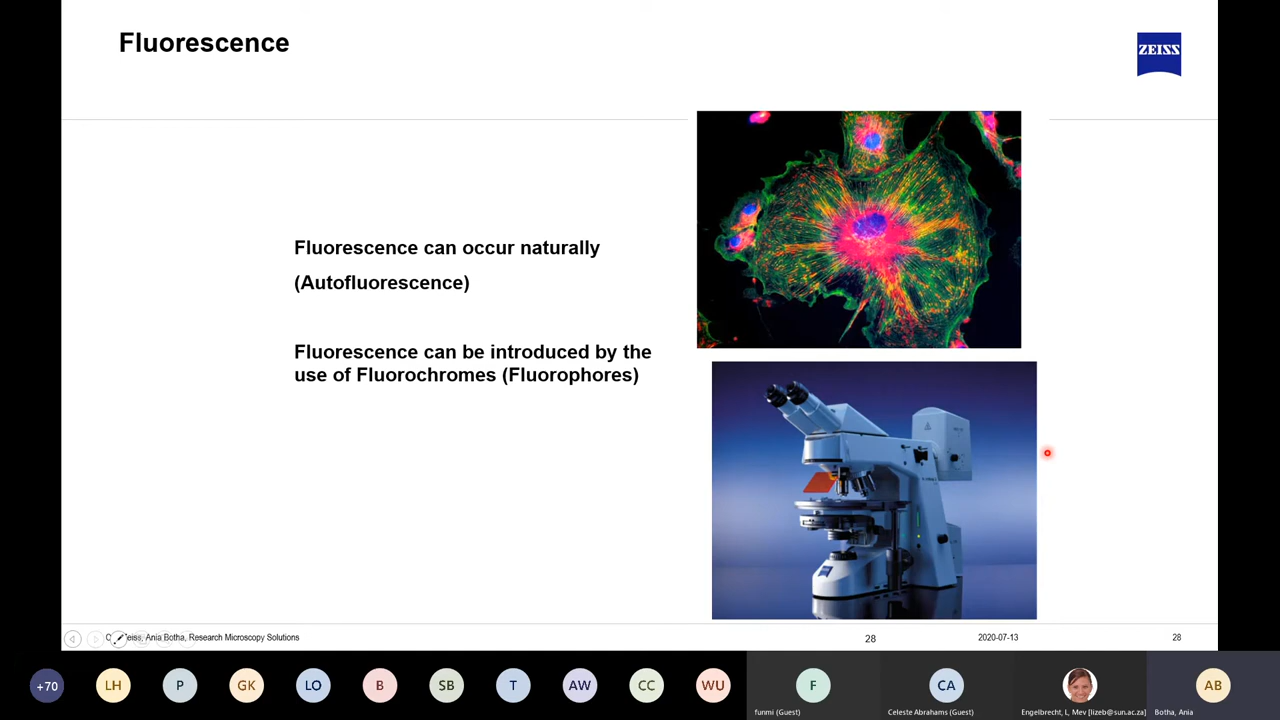 Fluorescence
ZEISS
Fluorescence can occur naturally
(Autofluorescence)
Fluorescence can be introduced by the
use of Fluorochromes (Fluorophores)
ZEISS
Zeiss, Ania Botha, Research Microscopy Solutions
28
2020-07-13
28
+70
LH
P
GK
LO
B
SB
T
AW
CC
WU
F
CA
AB
funmi (Guest)
Celeste Abrahams (Guest)
Engelbrecht, L, Mev [lizeb@sun.ac.za]
Botha, Ania